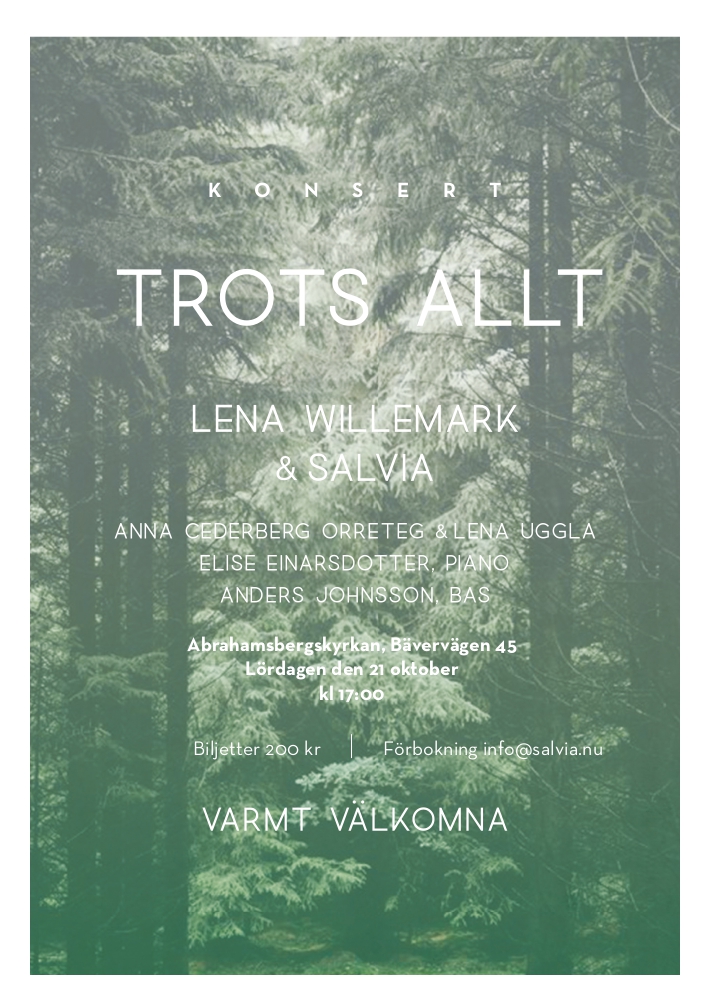 KONSERT
TROTS ALLT
LENA WILLEMARK
& SALVIA
ANNA CEDERBERG ORRETEG & LENA UGGLA
ELISE EINARSDOTTER, PIANO
ANDERS JOHNSSON, BAS
Abrahamsbergskyrkan, Bävervägen 45
Lördagen den 21 oktober
kl 17:00
Biljetter 200 kr | Förbokning info@salvia.nu
VARMT VÄLKOMNA